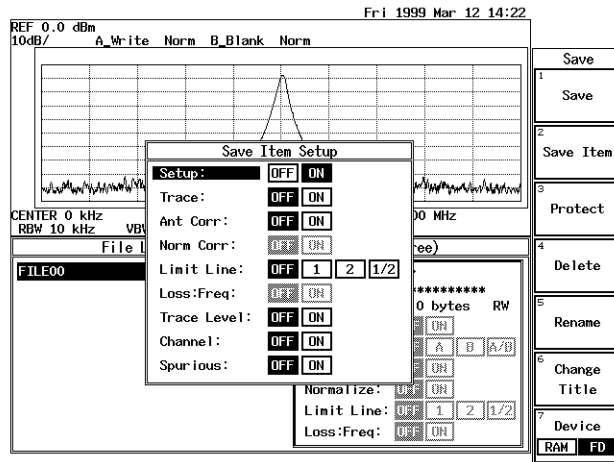 Fri 1999 Mar 12 14:22
REF 0.0 dBm
10dB/ A_Write Norm B_Blank Norm
CENTER 0 kHz
RBW 10 kHz
00 MHz
Save Item Setup
Setup: OFF ON
Trace: OFF ON
Ant Corr: OFF ON
Norm Corr: OFF ON
Limit Line: OFF 1 2 1/2
Loss:Freq: OFF ON
Trace Level: OFF ON
Channel: OFF ON
Spurious: OFF ON
FILE00
**********
0 bytes RW
ON
A B A/B
ON
Normalize: OFF ON
Limit Line: OFF 1 2 1/2
Loss:Freq: OFF ON
Save
1 Save
2 Save Item
3 Protect
4 Delete
5 Rename
6 Change
Title
7 Device
RAM FD